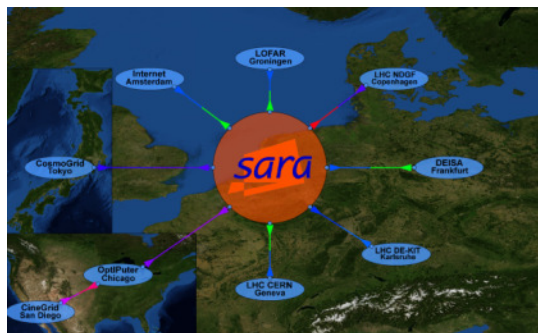 LOFAR
Groningen
Internet
Amsterdam
LHC NDGF
Copenhagen
CosmoGrid
Tokyo
sara
DEISA
Frankfurt
LHC DE-KIT
Karlsruhe
OptIPuter
Chicago
LHC CERN
Geneva
CineGrid
San Diego